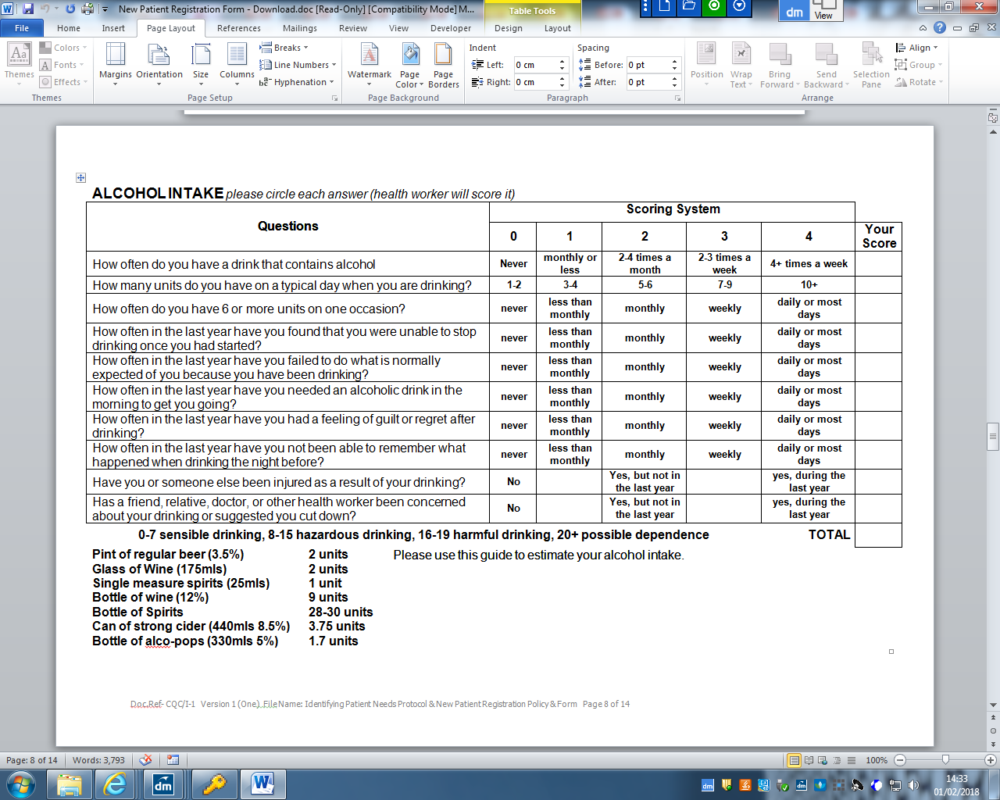 New Patient Registration Form - Download.doc [Read-Only] [Compatibility Mode] M...
Table Tools
dm
View
File Home Insert Page Layout References Mailings Review View Developer Design Layout
Themes
Colors
Fonts
Effects
Themes
Margins Orientation Size Columns
Breaks
Line Numbers
Hyphenation
Page Setup
Watermark Page Color Page Borders
Page Background
Indent
Left: 0 cm
Right: 0 cm
Spacing
Before: 0 pt
After: 0 pt
Paragraph
Position Wrap Text Bring Forward Send Backward Selection Pane
Align
Group
Rotate
Arrange
ALCOHOL INTAKE please circle each answer (health worker will score it)
Questions
Scoring System
0 1 2 3 4
Your Score
How often do you have a drink that contains alcohol Never monthly or less 2-4 times a month 2-3 times a week 4+ times a week
How many units do you have on a typical day when you are drinking? 1-2 3-4 5-6 7-9 10+
How often do you have 6 or more units on one occasion? never less than monthly monthly weekly daily or most days
How often in the last year have you found that you were unable to stop
drinking once you had started? never less than monthly monthly weekly daily or most days
How often in the last year have you failed to do what is normally
expected of you because you have been drinking? never less than monthly monthly weekly daily or most days
How often in the last year have you needed an alcoholic drink in the
morning to get you going? never less than monthly monthly weekly daily or most days
How often in the last year have you had a feeling of guilt or regret after
drinking? never less than monthly monthly weekly daily or most days
How often in the last year have you not been able to remember what
happened when drinking the night before? never less than monthly monthly weekly daily or most days
Have you or someone else been injured as a result of your drinking? No Yes, but not in the last year yes, during the last year
Has a friend, relative, doctor, or other health worker been concerned
about your drinking or suggested you cut down? No Yes, but not in the last year yes, during the last year
0-7 sensible drinking, 8-15 hazardous drinking, 16-19 harmful drinking, 20+ possible dependence TOTAL
Pint of regular beer (3.5%) 2 units Please use this guide to estimate your alcohol intake.
Glass of Wine (175mls) 2 units
Single measure spirits (25mls) 1 unit
Bottle of wine (12%) 9 units
Bottle of Spirits 28-30 units
Can of strong cider (440mls 8.5%) 3.75 units
Bottle of alco-pops (330mls 5%) 1.7 units
Doc.Ref- CQC/I-1 Version 1 (One) File Name: Identifying Patient Needs Protocol & New Patient Registration Policy & Form Page 8 of 14
Page: 8 of 14 Words: 3,793 100%
dm
dm
dm
14:33
01/02/2018